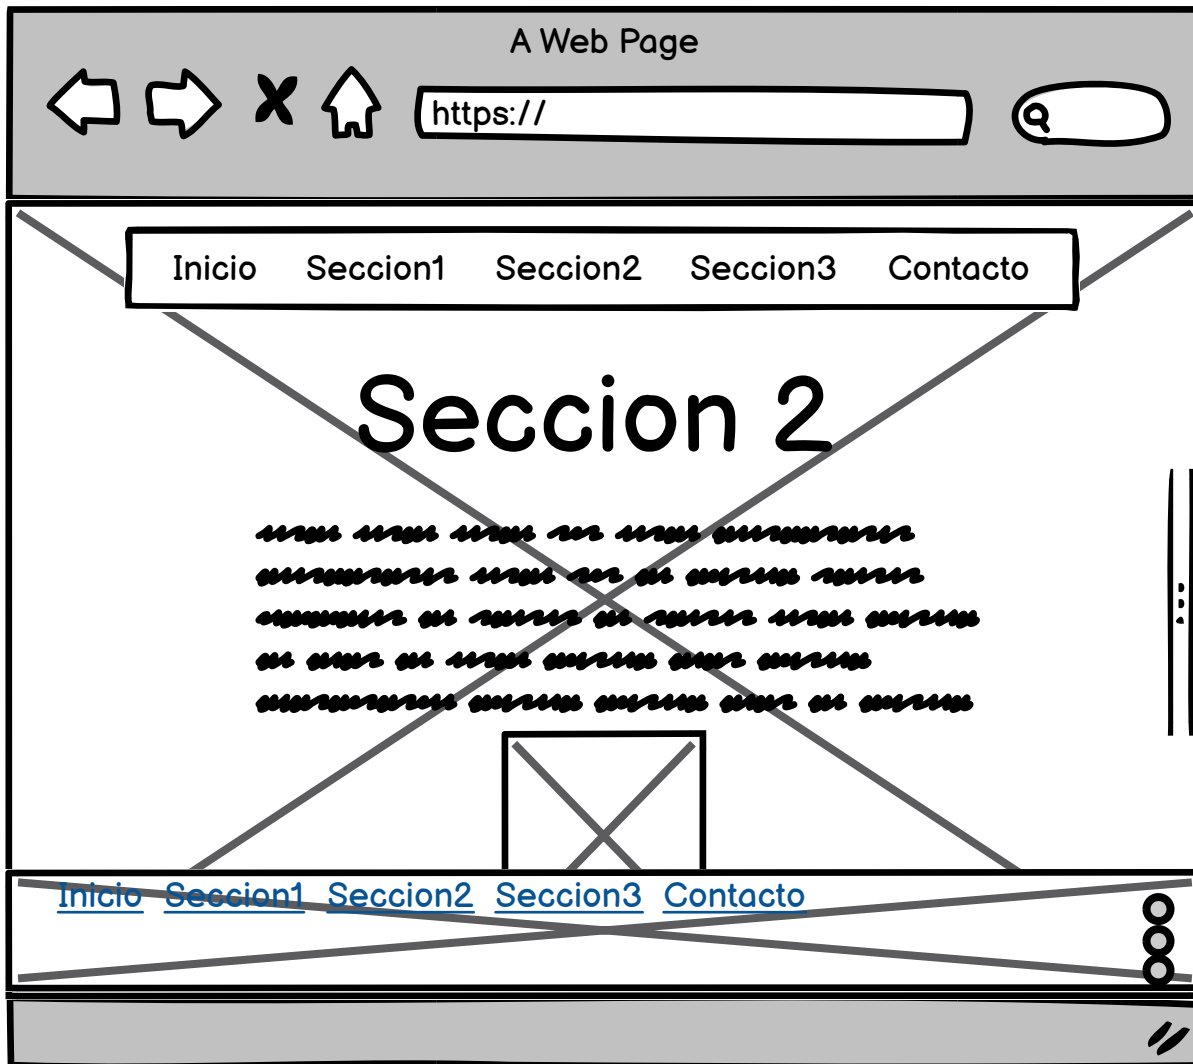 A Web Page
https://
Inicio Seccion1 Seccion2 Seccion3 Contacto
Seccion 2
Inicio Seccion1 Seccion2 Seccion3 Contacto